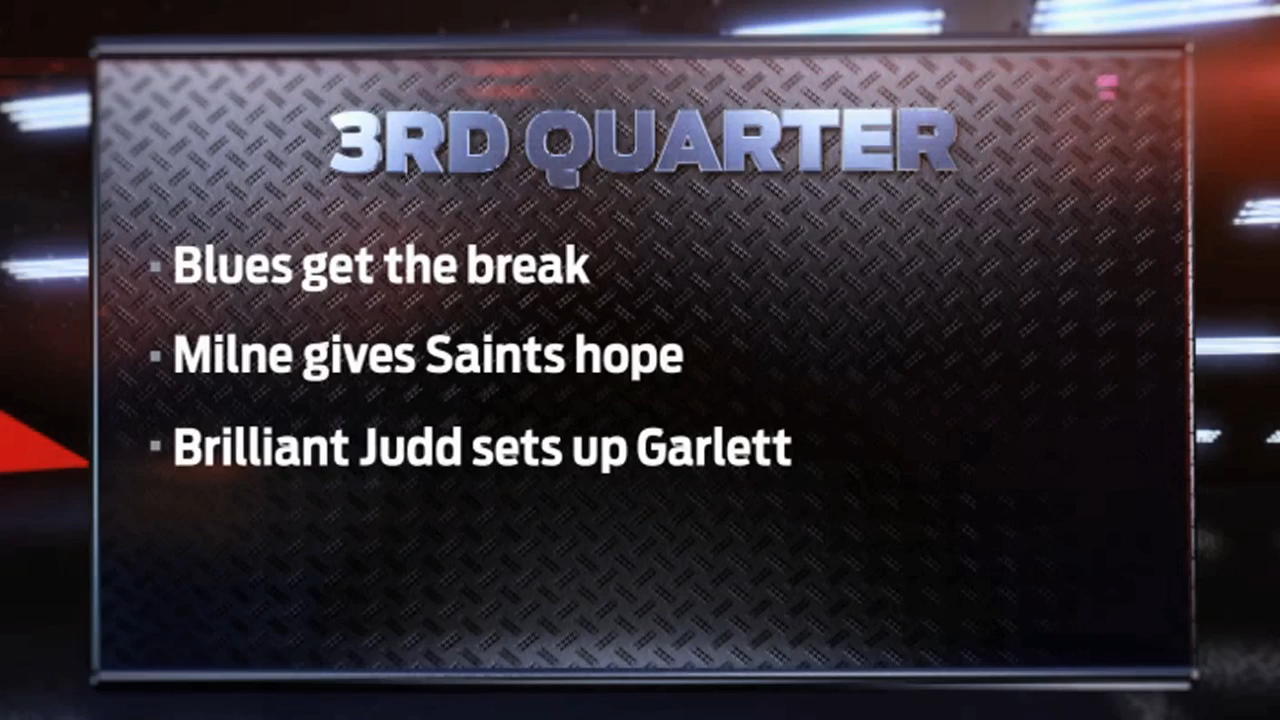 3RD QUARTER
Blues get the break
Milne gives Saints hope
Brilliant Judd sets up Garlett